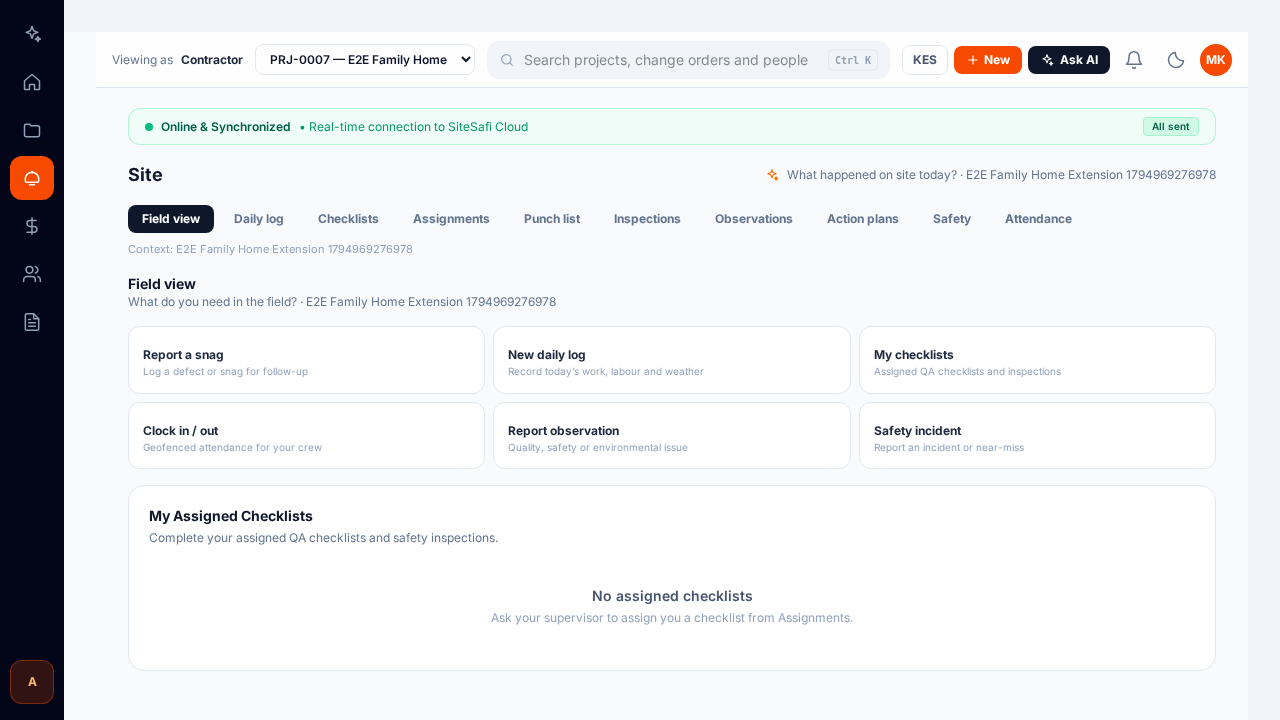 Viewing as Contractor PRJ-0007 — E2E Family Home Search projects, change orders and people Ctrl K KES + New Ask AI MK
Online & Synchronized • Real-time connection to SiteSafi Cloud All sent
Site What happened on site today? · E2E Family Home Extension 1794969276978
Field view Daily log Checklists Assignments Punch list Inspections Observations Action plans Safety Attendance
Context: E2E Family Home Extension 1794969276978
Field view
What do you need in the field? · E2E Family Home Extension 1794969276978
Report a snag
Log a defect or snag for follow-up
New daily log
Record today's work, labour and weather
My checklists
Assigned QA checklists and inspections
Clock in / out
Geofenced attendance for your crew
Report observation
Quality, safety or environmental issue
Safety incident
Report an incident or near-miss
My Assigned Checklists
Complete your assigned QA checklists and safety inspections.
No assigned checklists
Ask your supervisor to assign you a checklist from Assignments.
A